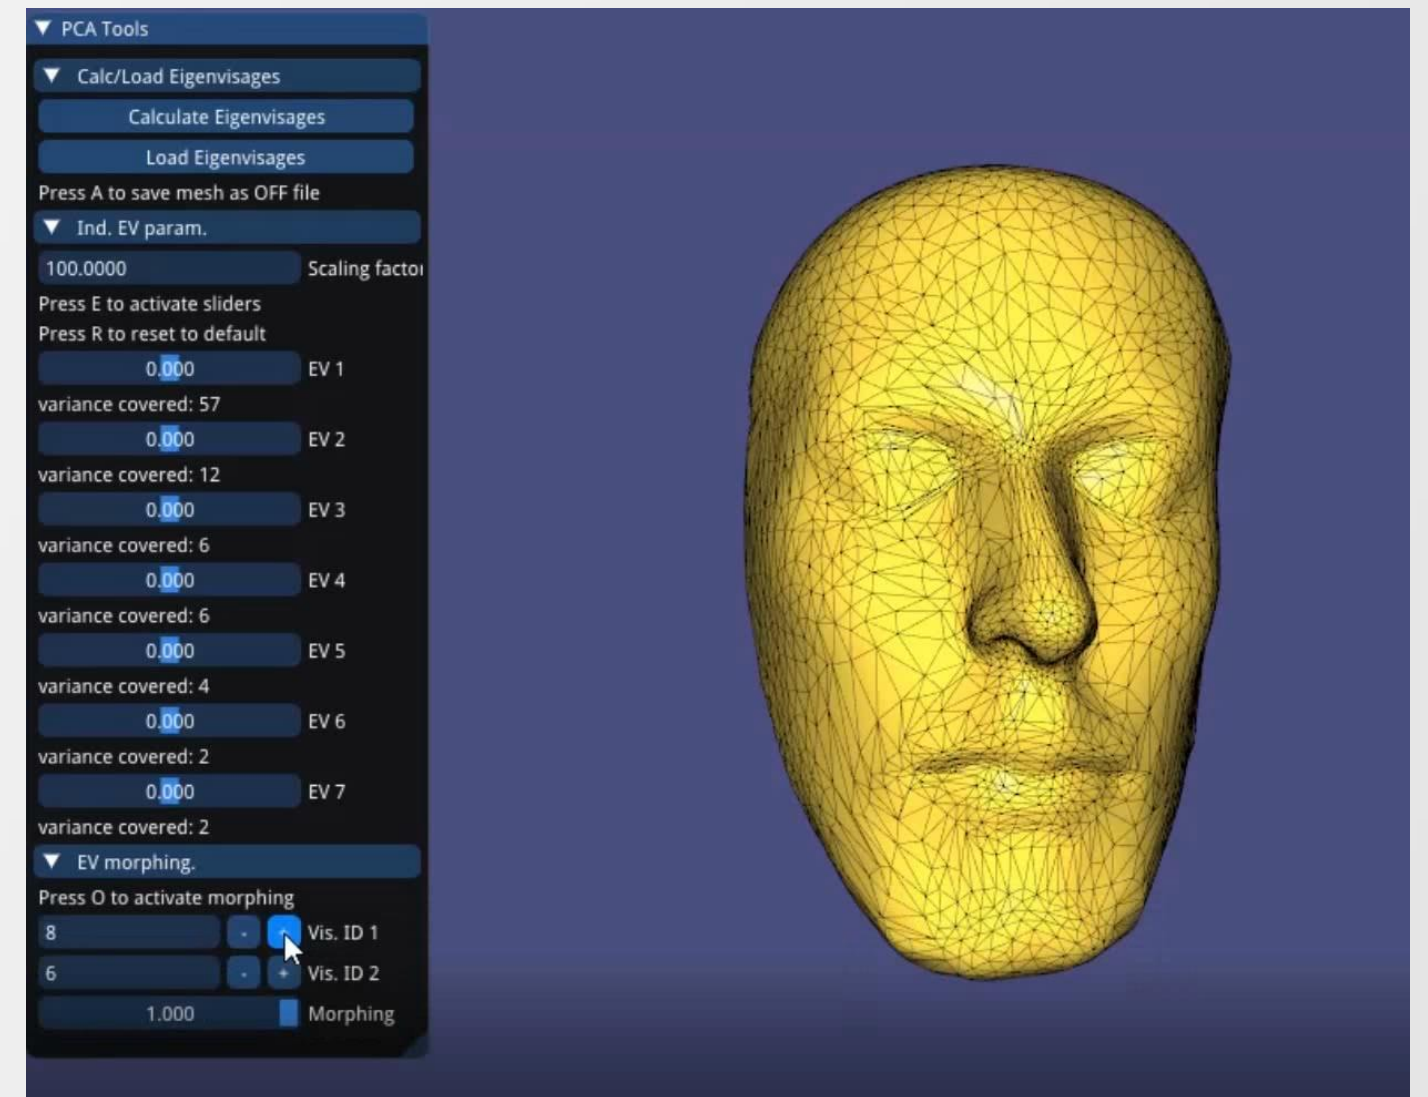 PCA Tools
Calc/Load Eigenvisages
Calculate Eigenvisages
Load Eigenvisages
Press A to save mesh as OFF file
Ind. EV param.
100.0000 Scaling factor
Press E to activate sliders
Press R to reset to default
0.000 EV 1
variance covered: 57
0.000 EV 2
variance covered: 12
0.000 EV 3
variance covered: 6
0.000 EV 4
variance covered: 6
0.000 EV 5
variance covered: 4
0.000 EV 6
variance covered: 2
0.000 EV 7
variance covered: 2
EV morphing.
Press O to activate morphing
8 - + Vis. ID 1
6 - + Vis. ID 2
1.000 Morphing